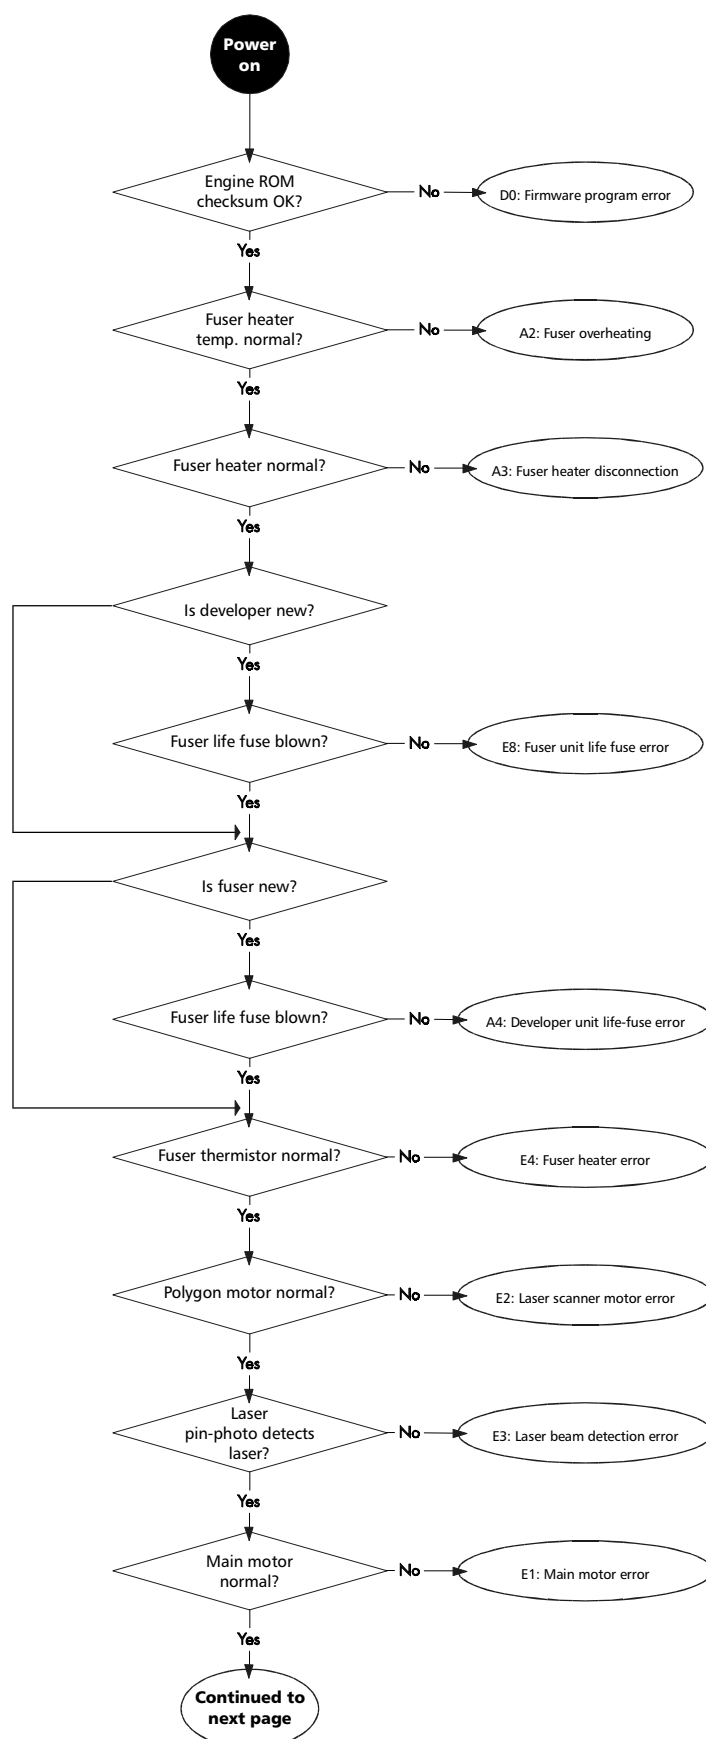 Power
on
Engine ROM
checksum OK?
No
D0: Firmware program error
Yes
Fuser heater
temp. normal?
No
A2: Fuser overheating
Yes
Fuser heater normal?
No
A3: Fuser heater disconnection
Yes
Is developer new?
Yes
Fuser life fuse blown?
No
E8: Fuser unit life fuse error
Yes
Is fuser new?
Yes
Fuser life fuse blown?
No
A4: Developer unit life-fuse error
Yes
Fuser thermistor normal?
No
E4: Fuser heater error
Yes
Polygon motor normal?
No
E2: Laser scanner motor error
Yes
Laser
pin-photo detects
laser?
No
E3: Laser beam detection error
Yes
Main motor
normal?
No
E1: Main motor error
Yes
Continued to
next page